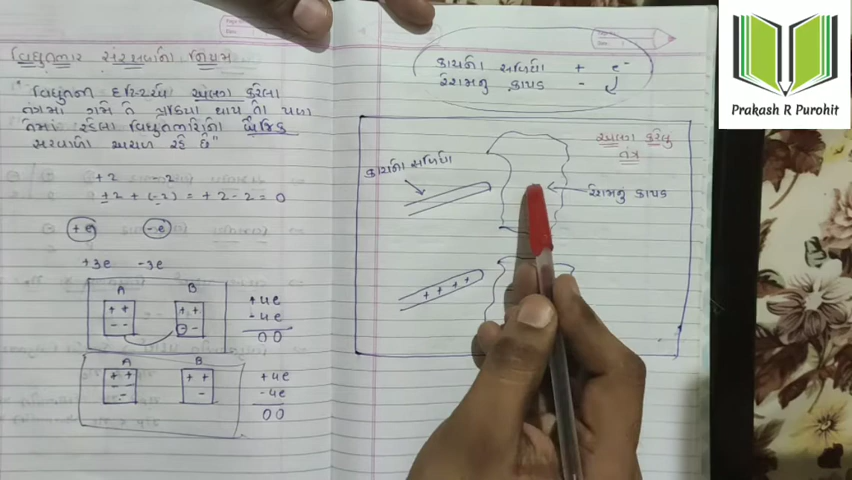 વિદ્યુતભાર સંરક્ષણનો નિયમ
" વિદ્યુતની દ્રષ્ટિએ અલગ કરેલા
તંત્રમાં ગમે તે પ્રક્રિયા થાય તો પણ
તેમાં રહેલા વિદ્યુતભારોનો બૈજિક
સરવાળો અચળ રહે છે"
+2 -2
+2 + (-2) = +2 -2 = 0
+e -e
+3e -3e
A B
+ + + +
- - - -
+4e
-4e
00
A B
+ + + +
- - -
-
+4e
-4e
00
કાચના સળિયા + e-
રેશમનું કાપડ -
અલગ કરેલુ
તંત્ર
કાચના સળિયા
રેશમનું કાપડ
+ + + +
Prakash R Purohit